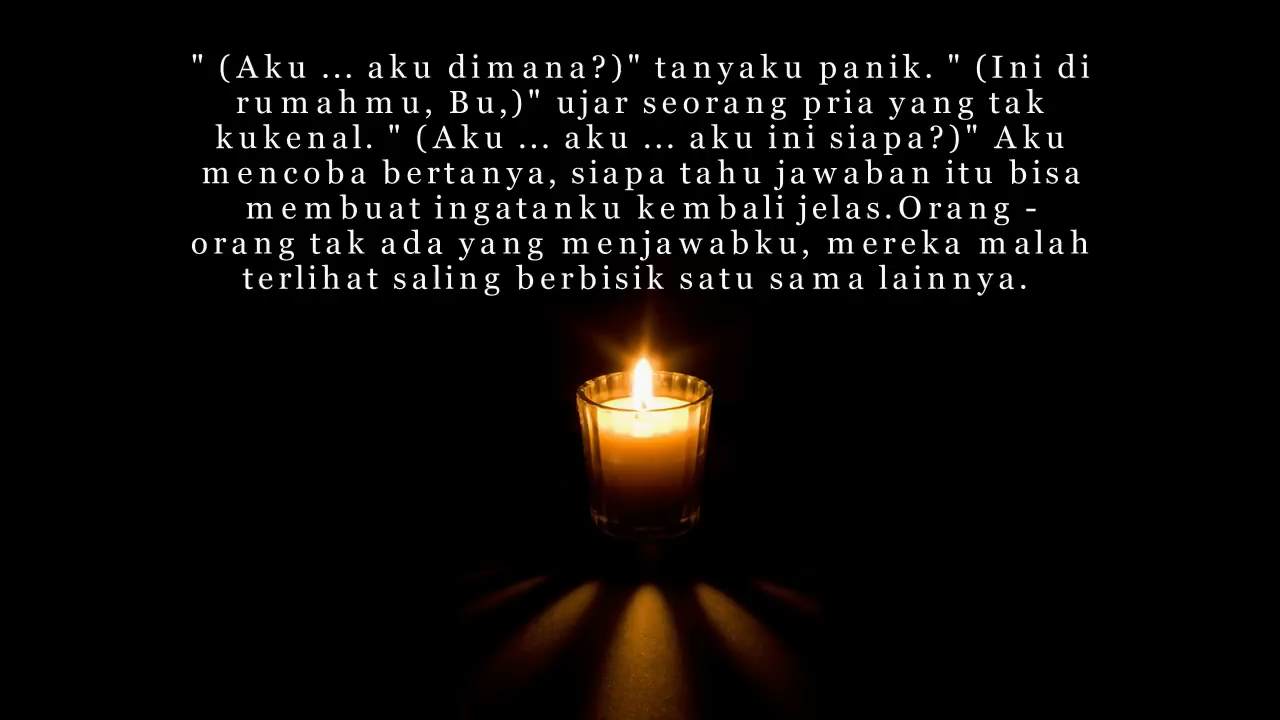 " (Aku ... aku dimana?)" tanyaku panik. " (Ini di
rumahmu, Bu,)" ujar seorang pria yang tak
kukenal. " (Aku ... aku ... aku ini siapa?)" Aku
mencoba bertanya, siapa tahu jawaban itu bisa
membuat ingatanku kembali jelas.Orang -
orang tak ada yang menjawabku, mereka malah
terlihat saling berbisik satu sama lainnya.